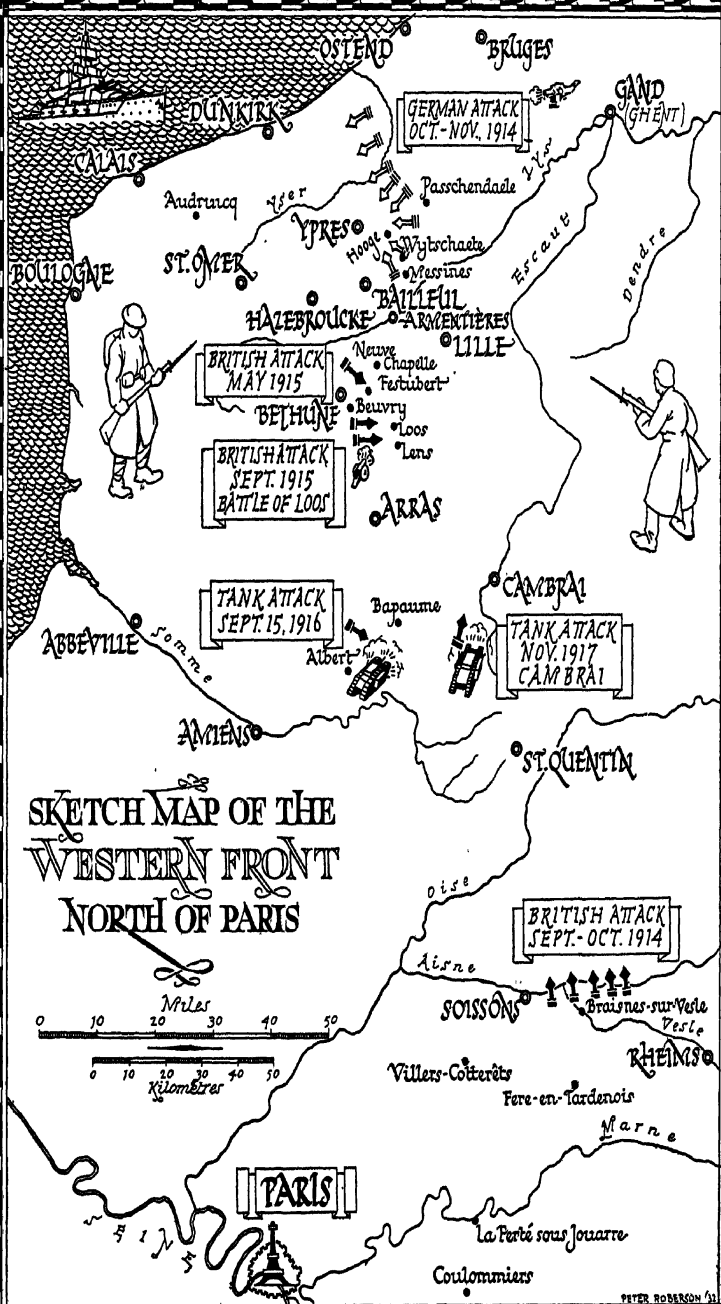 OSTEND
BRUGES
GERMAN ATTACK
OCT.-NOV., 1914
GAND
(GHENT)
DUNKIRK
CALAIS
Lys
Audruicq
Yser
Passchendaele
YPRES
Hooge
Wytschaete
Messines
Escaut
Dendre
ST. OMER
BOULOGNE
BAILLEUL
HAZEBROUCKE
ARMENTIÈRES
LILLE
BRITISH ATTACK
MAY 1915
Neuve
Chapelle
Festubert
BETHUNE
Beuvry
Loos
Lens
BRITISH ATTACK
SEPT. 1915
BATTLE OF LOOS
ARRAS
CAMBRAI
TANK ATTACK
SEPT. 15, 1916
Bapaume
Albert
TANK ATTACK
NOV. 1917
CAMBRAI
ABBEVILLE
Somme
AMIENS
ST. QUENTIN
SKETCH MAP OF THE
WESTERN FRONT
NORTH OF PARIS
Oise
BRITISH ATTACK
SEPT.-OCT. 1914
Aisne
SOISSONS
Braisnes-sur-Vesle
Vesle
RHEIMS
Miles
0 10 20 30 40 50
0 10 20 30 40 50
Kilometres
Villers-Cotterêts
Fere-en-Tardenois
Marne
PARIS
SEINE
La Ferté sous Jouarre
Coulommiers
PETER ROBERSON '32